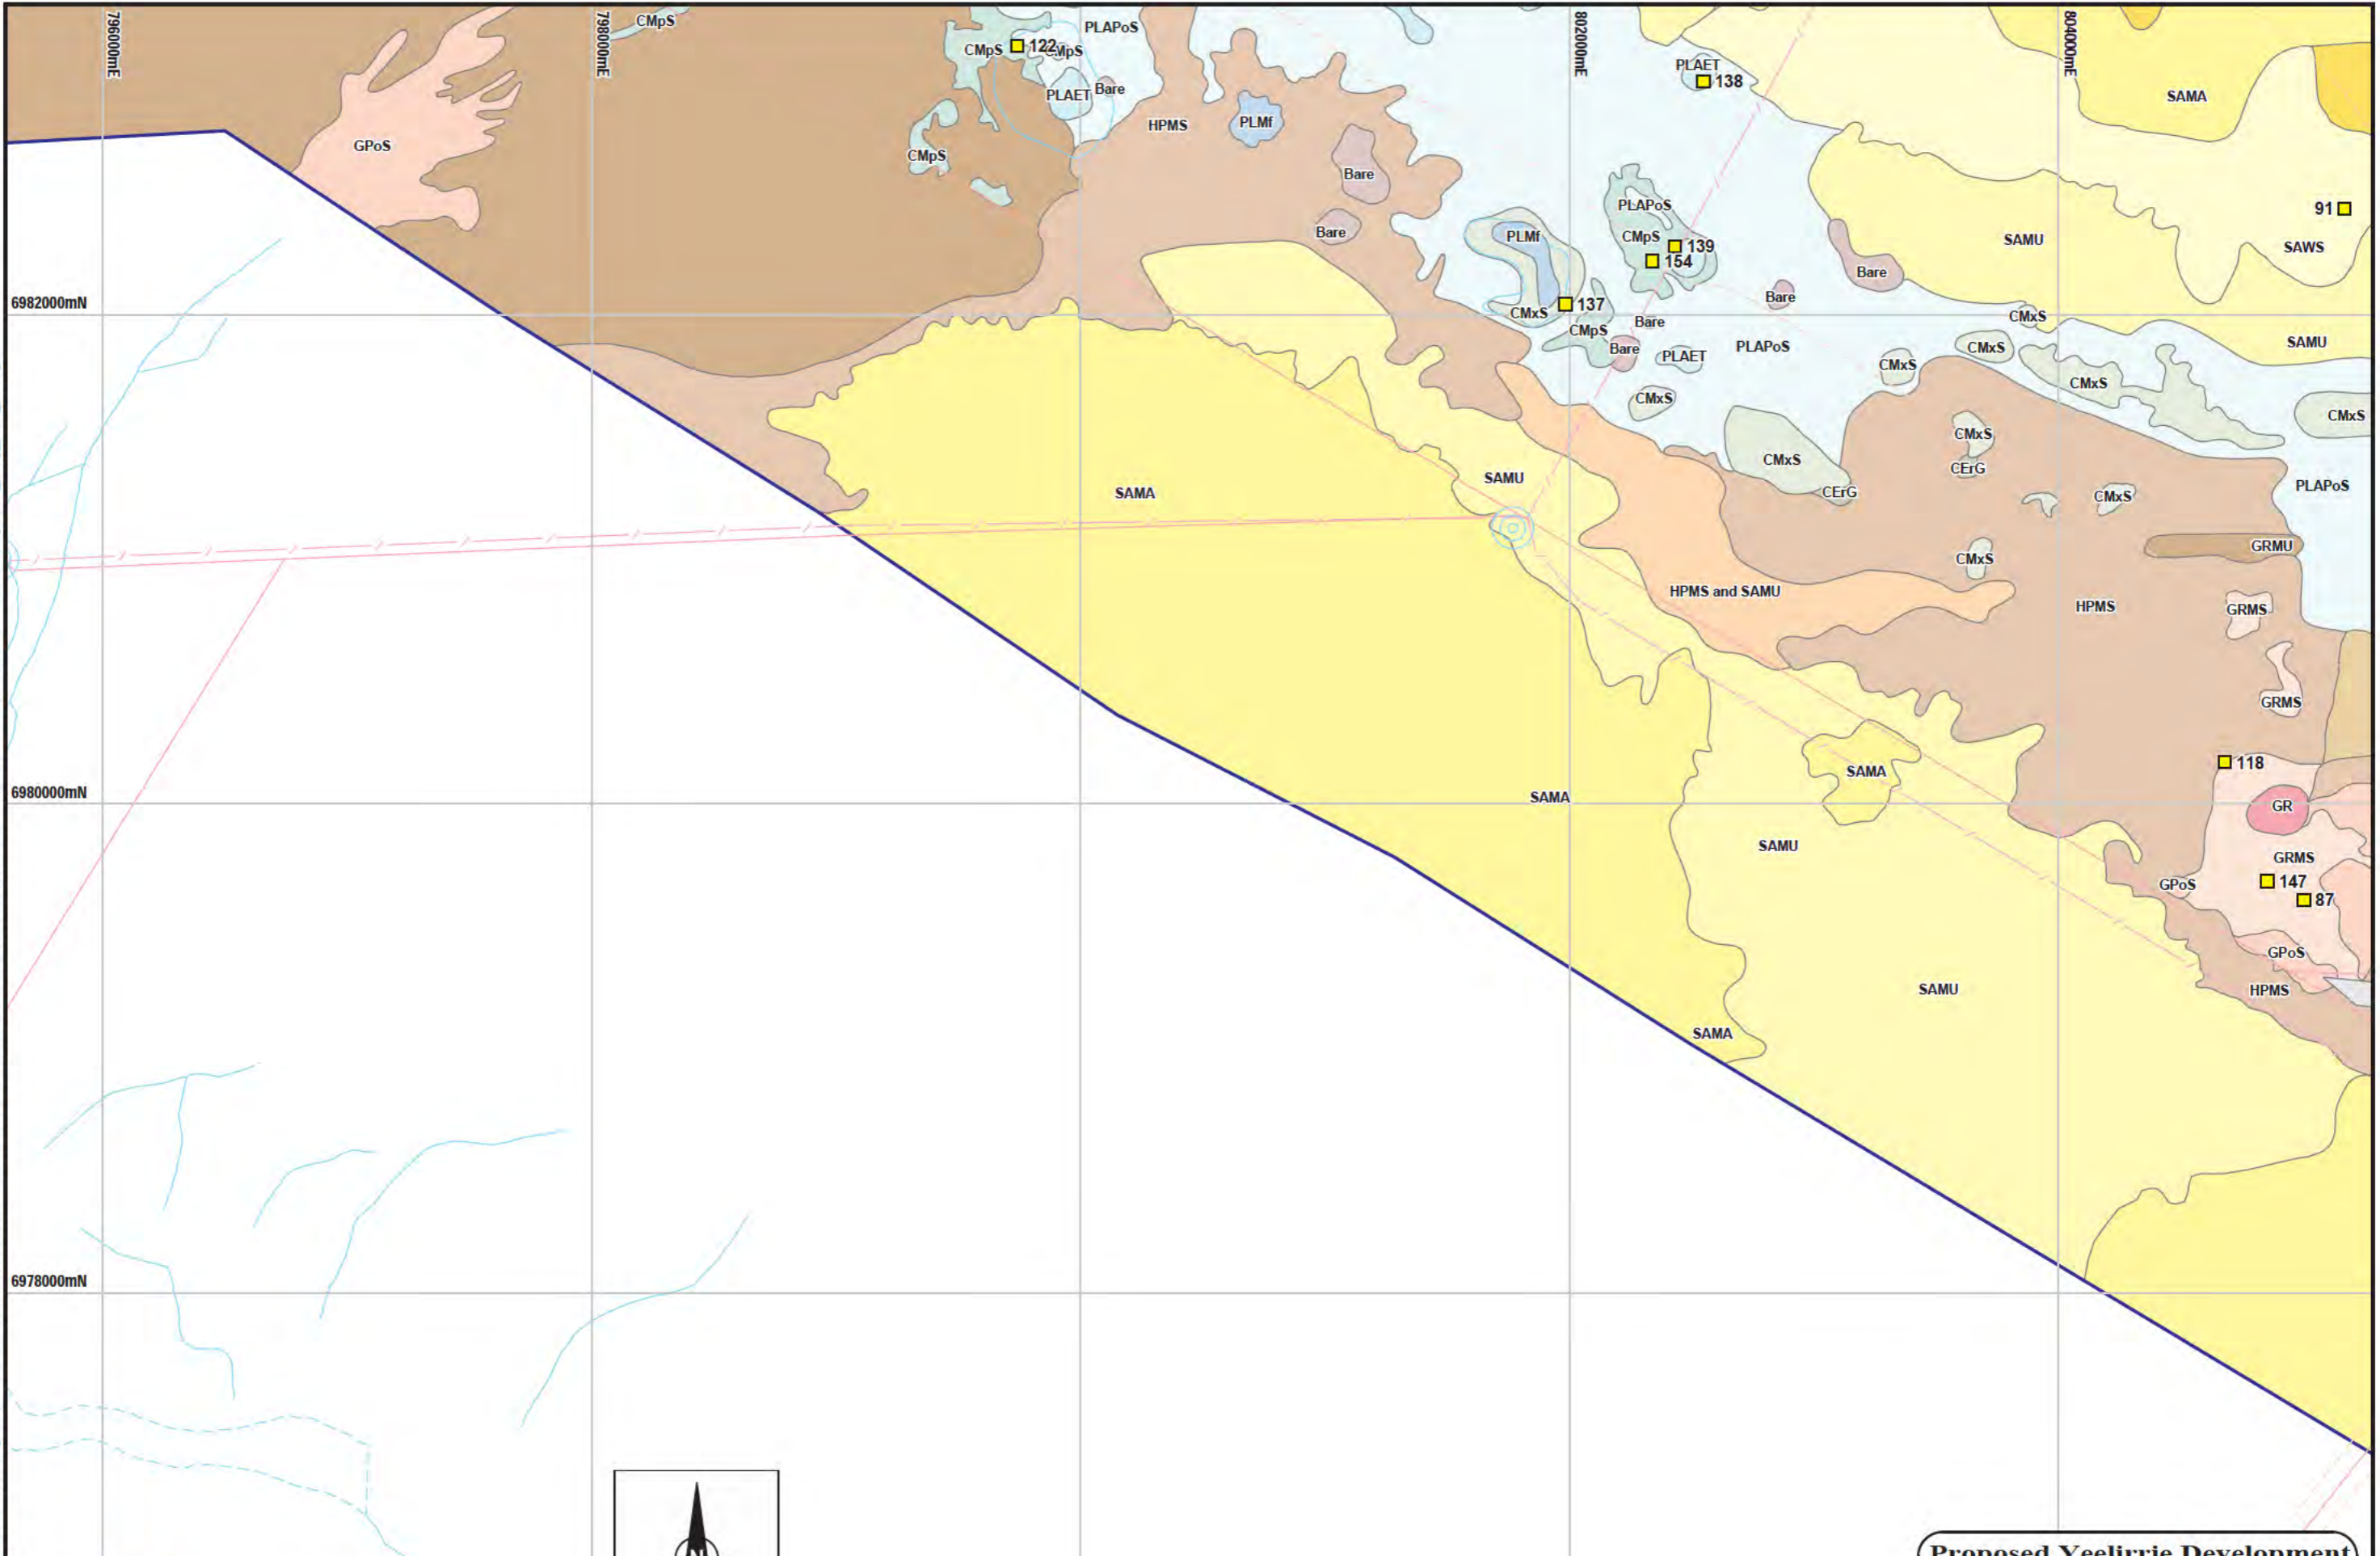 796000mE
798000mE
802000mE
804000mE
CMpS
PLAPoS
CMpS
122
CMpS
PLAET
Bare
PLAET
138
SAMA
HPMS
PLMf
GPoS
CMpS
Bare
PLAPoS
91
Bare
PLMf
CMpS
139
SAMU
SAWS
154
Bare
Bare
6982000mN
137
CMxS
CMxS
Bare
CMpS
SAMU
Bare
PLAET
PLAPoS
CMxS
CMxS
CMxS
CMxS
CMxS
CMxS
CMxS
CErG
SAMU
PLAPoS
SAMA
CErG
CMxS
GRMU
CMxS
HPMS and SAMU
HPMS
GRMS
GRMS
118
SAMA
6980000mN
SAMA
GR
SAMU
GRMS
147
GPoS
87
GPoS
SAMU
HPMS
SAMA
6978000mN
N
Proposed Yeelirrie Development